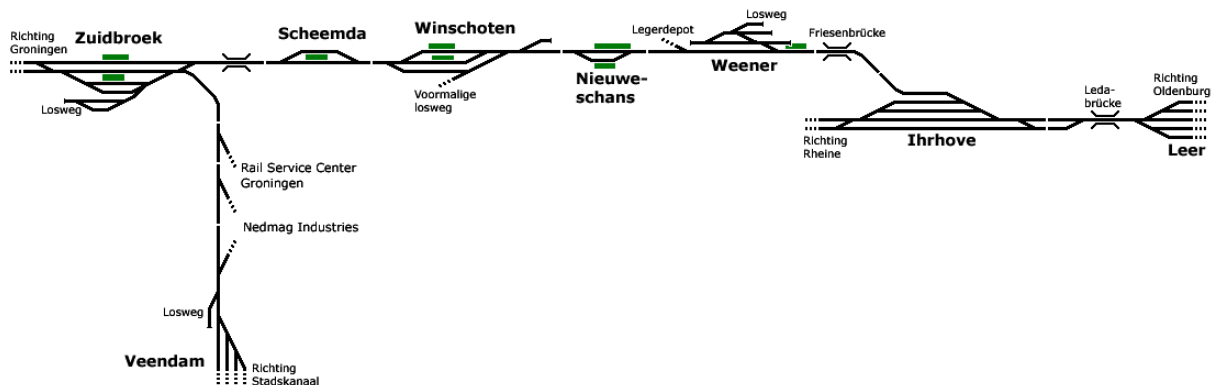 Richting
Groningen
Zuidbroek
Losweg
Scheemda
Winschoten
Voormalige
losweg
Nieuwe-
schans
Legerdepot
Losweg
Weener
Friesenbrücke
Richting
Rheine
Ihrhove
Leda-
brücke
Richting
Oldenburg
Leer
Rail Service Center
Groningen
Nedmag Industries
Losweg
Veendam
Richting
Stadskanaal